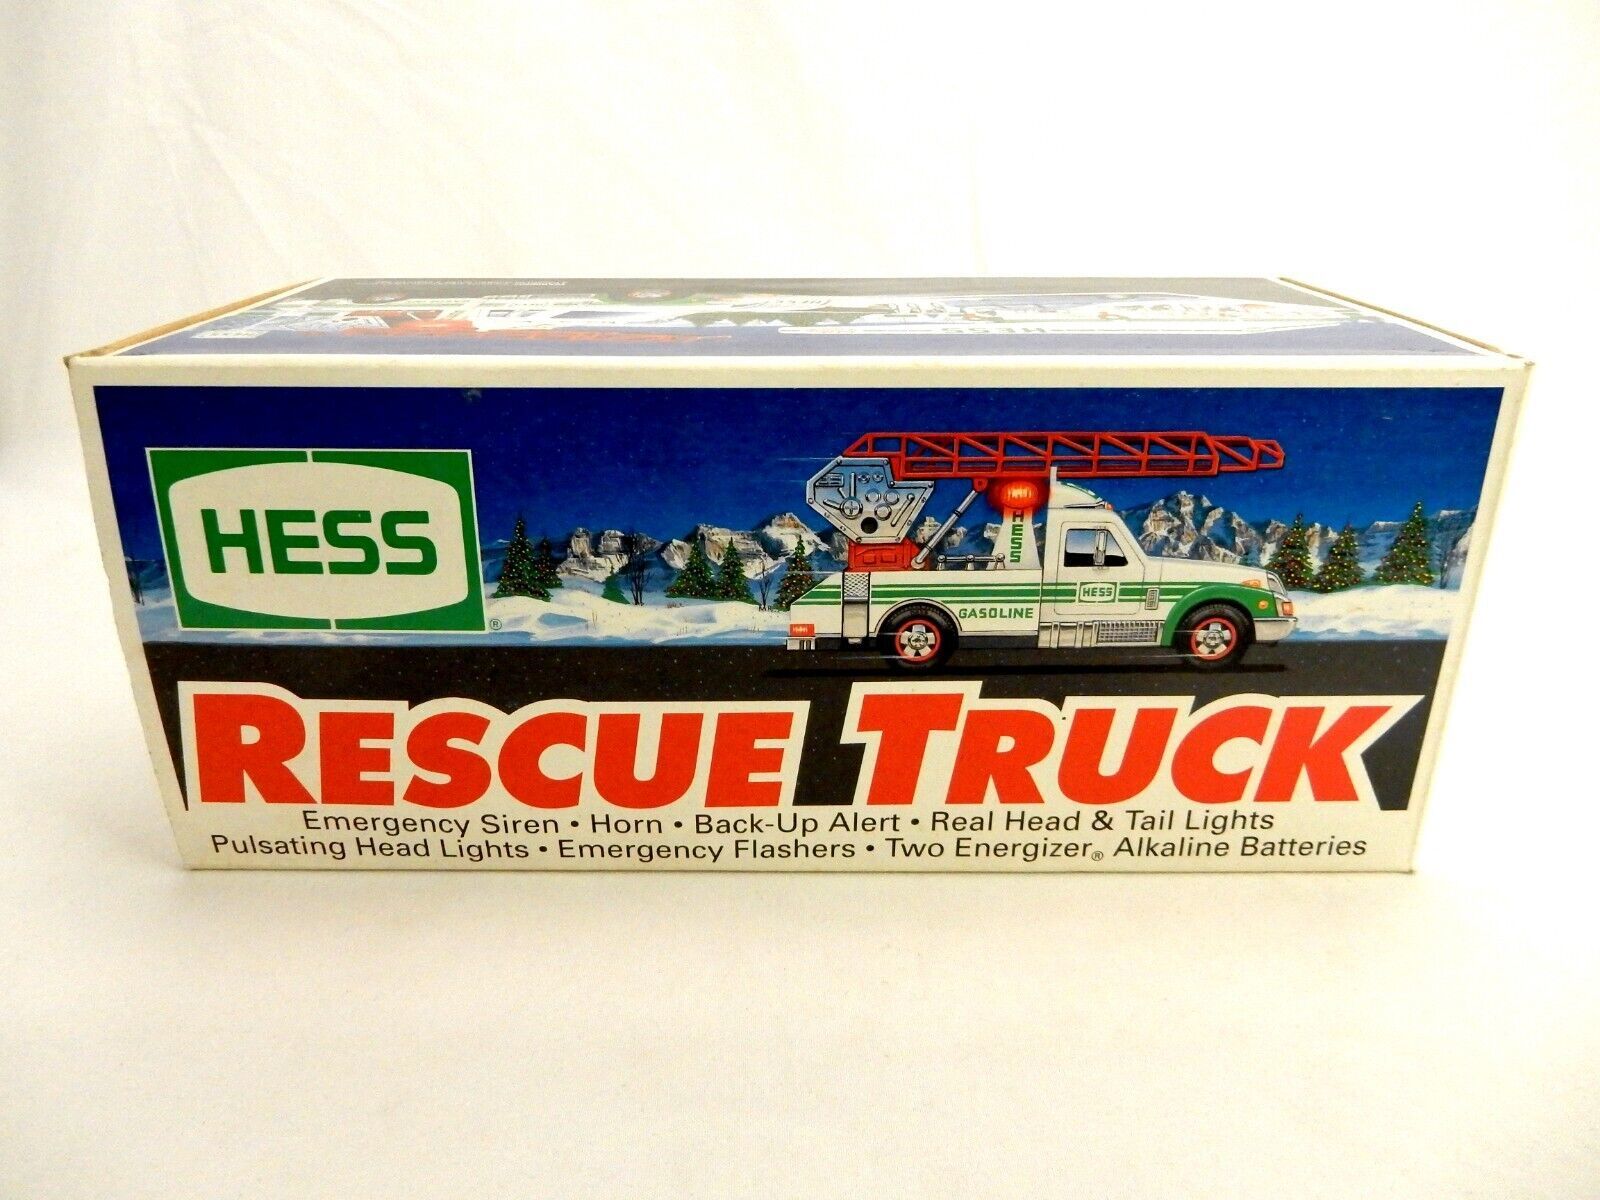 HESS
HESS
®
HESS
HESS
GASOLINE
RESCUE TRUCK
Emergency Siren • Horn • Back-Up Alert • Real Head & Tail Lights
Pulsating Head Lights • Emergency Flashers • Two Energizer® Alkaline Batteries